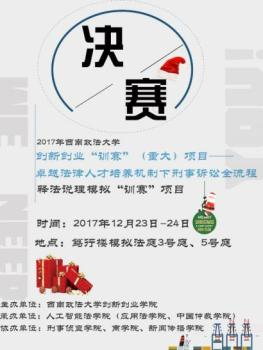 决
赛
2017年西南政法大学
创新创业“训赛”（重大）项目——
卓越法律人才培养机制下刑事诉讼全流程
释法说理模拟“训赛”项目
时间：2017年12月23日-24日
地点：笃行楼模拟法庭3号庭、5号庭
主办单位：西南政法大学创新创业学院
承办单位：人工智能法学院（应用法学院、中国仲裁学院）
协办单位：刑事侦查学院、商学院、新闻传播学院
WE
NEED
YOU!